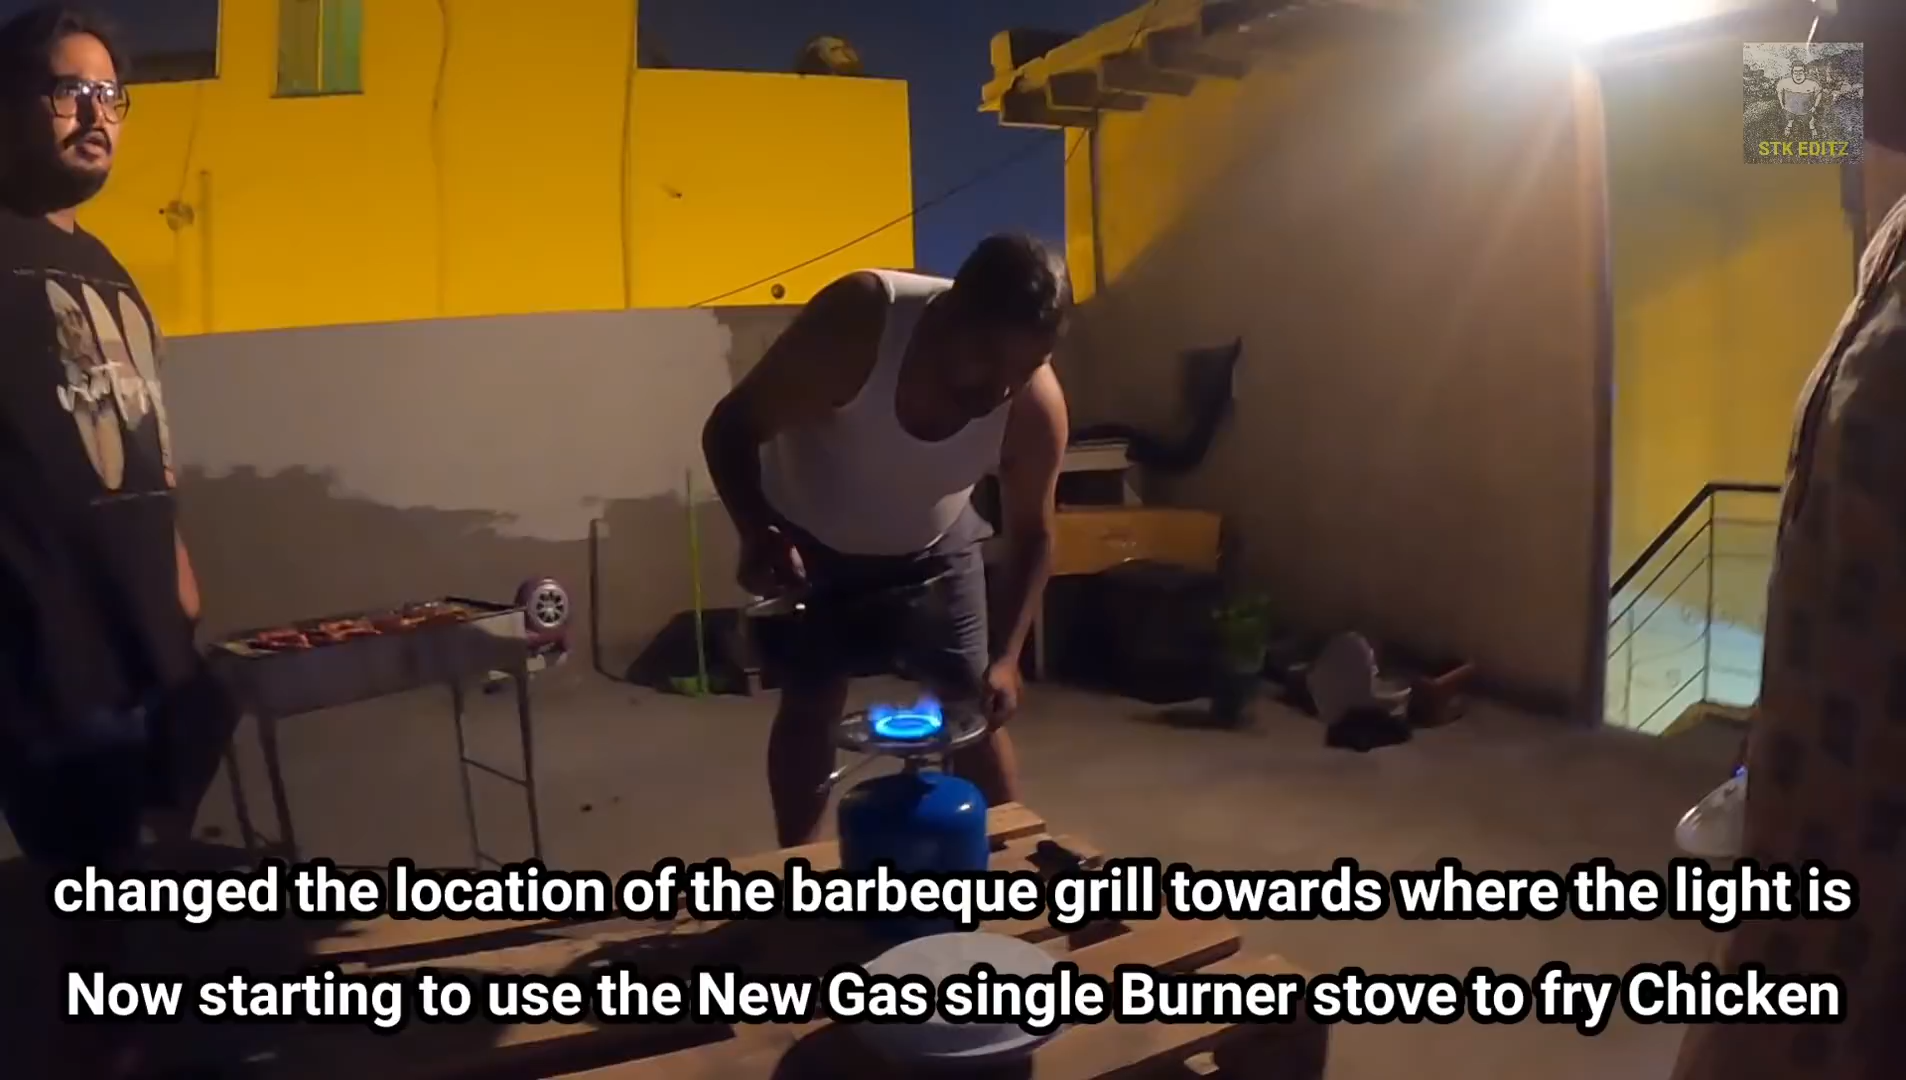 STK EDITZ
changed the location of the barbeque grill towards where the light is
Now starting to use the New Gas single Burner stove to fry Chicken